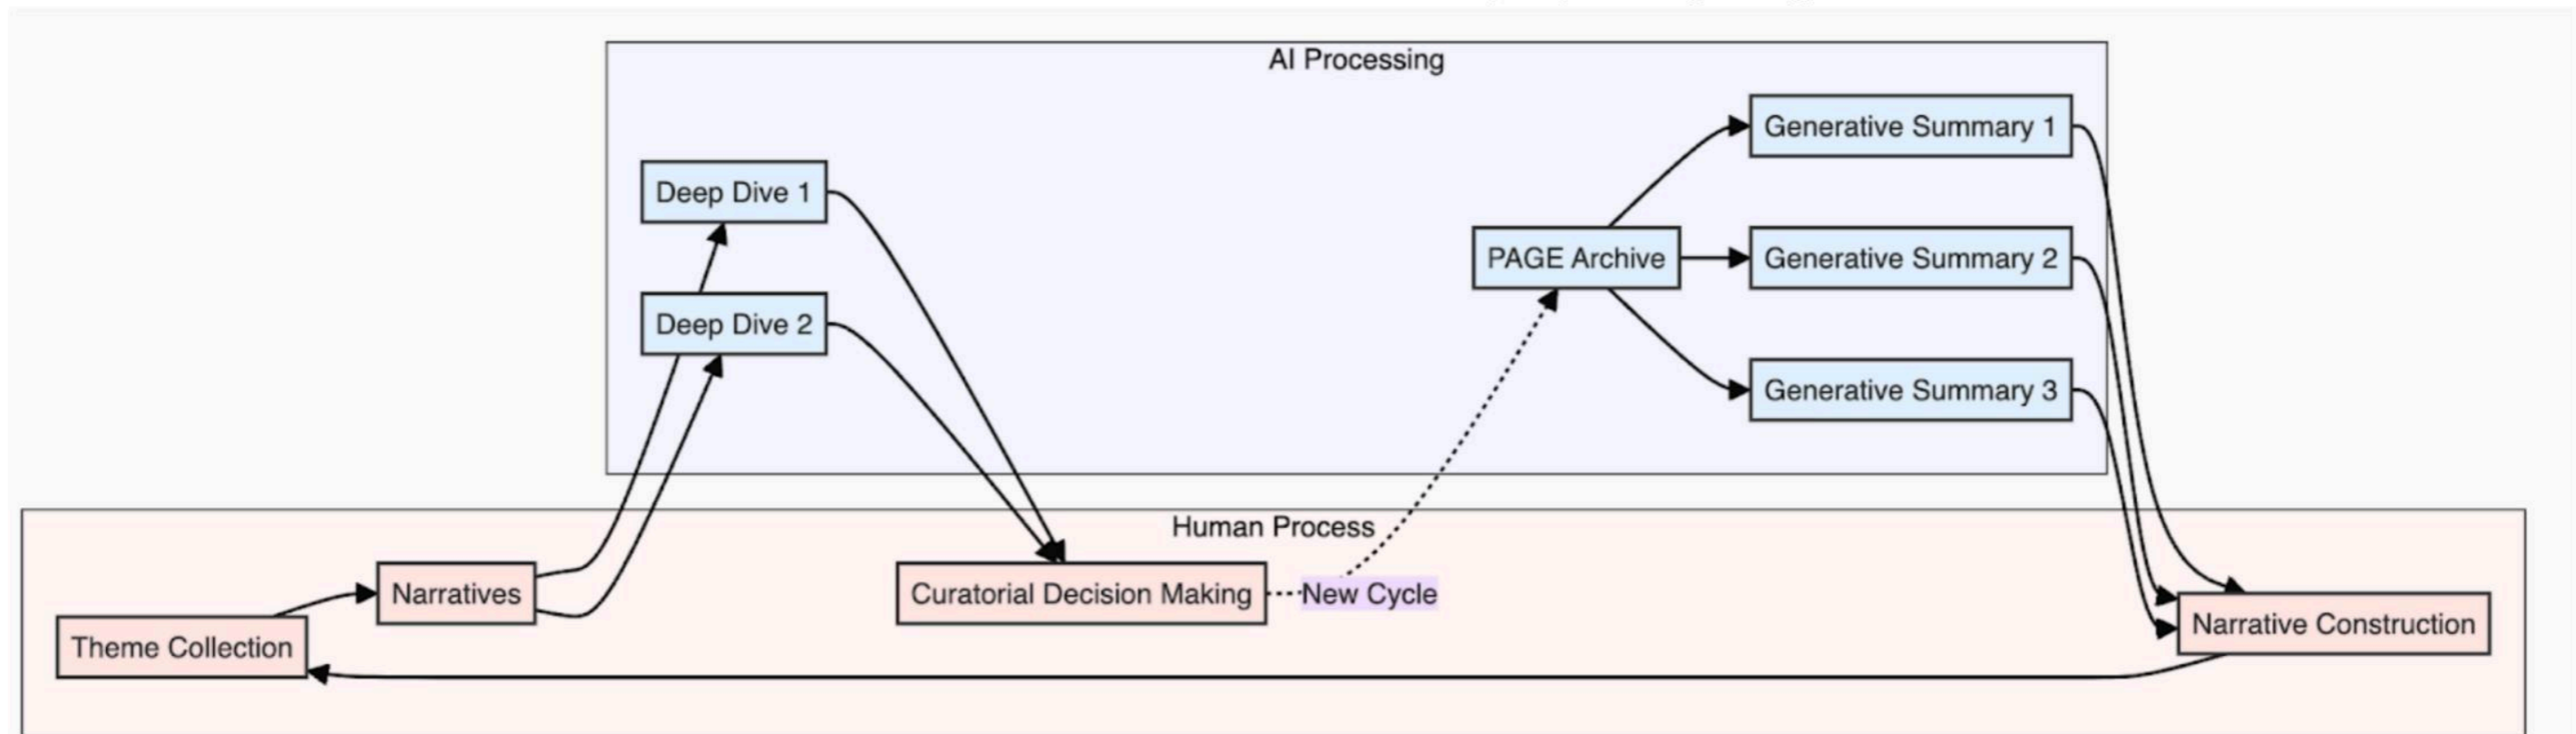 AI Processing
Generative Summary 1
Deep Dive 1
PAGE Archive
Generative Summary 2
Deep Dive 2
Generative Summary 3
Human Process
Narratives
Curatorial Decision Making
New Cycle
Narrative Construction
Theme Collection